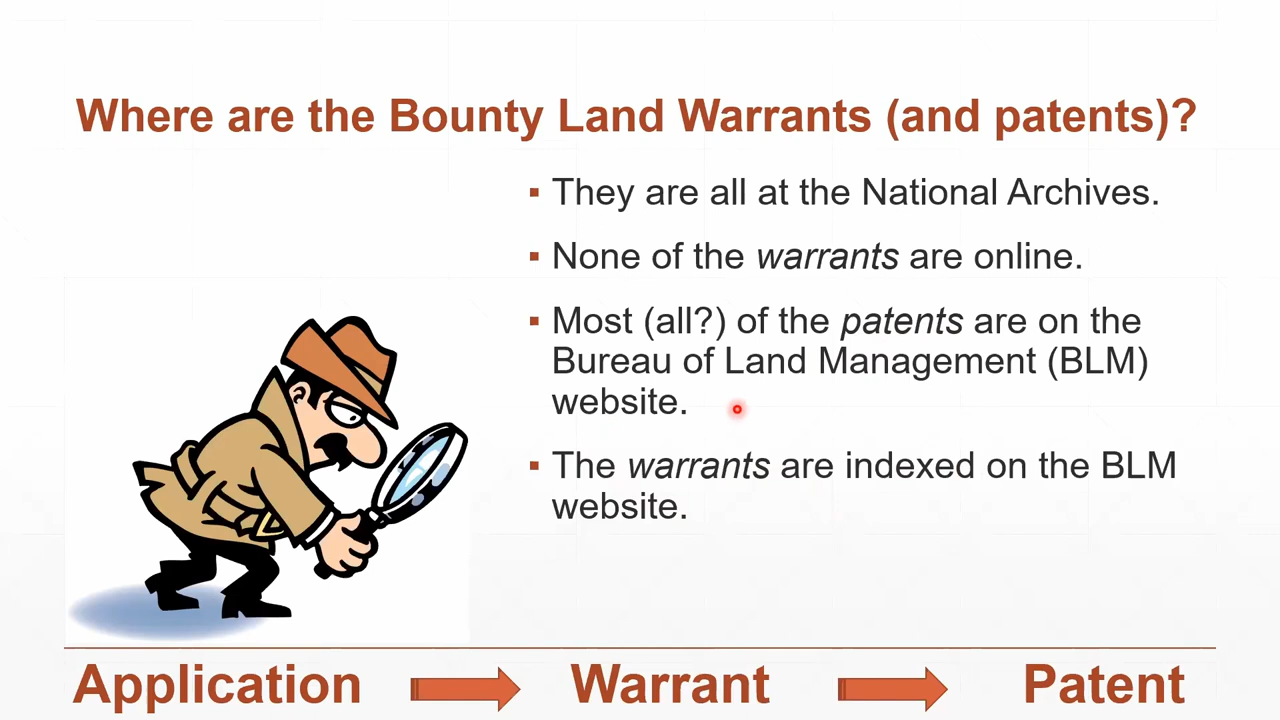 Where are the Bounty Land Warrants (and patents)?
▪ They are all at the National Archives.
▪ None of the warrants are online.
▪ Most (all?) of the patents are on the
Bureau of Land Management (BLM)
website.
▪ The warrants are indexed on the BLM
website.
Application
Warrant
Patent